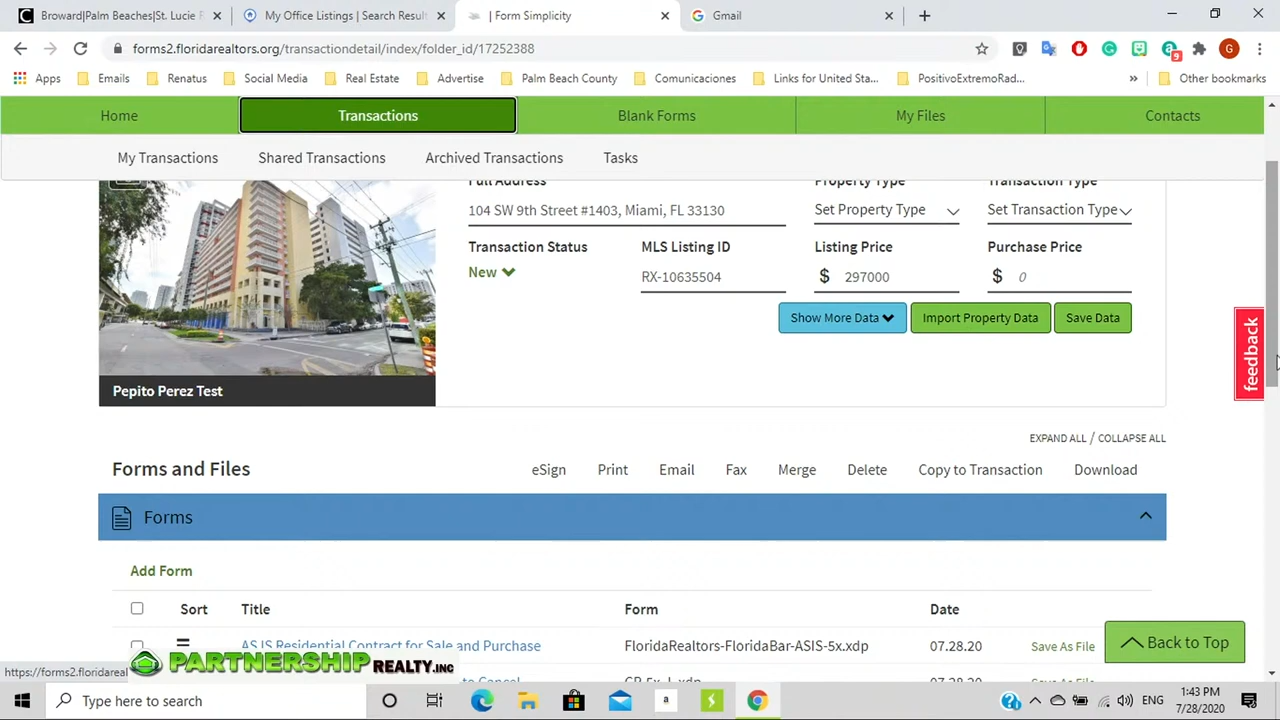 Broward|Palm Beaches|St. Lucie R
My Office Listings | Search Result
| Form Simplicity
Gmail
forms2.floridarealtors.org/transactiondetail/index/folder_id/17252388
Apps Emails Renatus Social Media Real Estate Advertise Palm Beach County Comunicaciones Links for United Sta... PositivoExtremoRad... » Other bookmarks
Home Transactions Blank Forms My Files Contacts
My Transactions Shared Transactions Archived Transactions Tasks
Full Address Property Type Transaction Type
104 SW 9th Street #1403, Miami, FL 33130 Set Property Type Set Transaction Type
Transaction Status MLS Listing ID Listing Price Purchase Price
New RX-10635504 $ 297000 $ 0
Show More Data Import Property Data Save Data
feedback
Pepito Perez Test
EXPAND ALL / COLLAPSE ALL
Forms and Files eSign Print Email Fax Merge Delete Copy to Transaction Download
Forms
Add Form
Sort Title Form Date
AS IS Residential Contract for Sale and Purchase FloridaRealtors-FloridaBar-ASIS-5x.xdp 07.28.20 Save As File
Back to Top
https://forms2.floridareal
PARTNERSHIP REALTY.INC
to Cancel
Type here to search
ENG
1:43 PM
7/28/2020